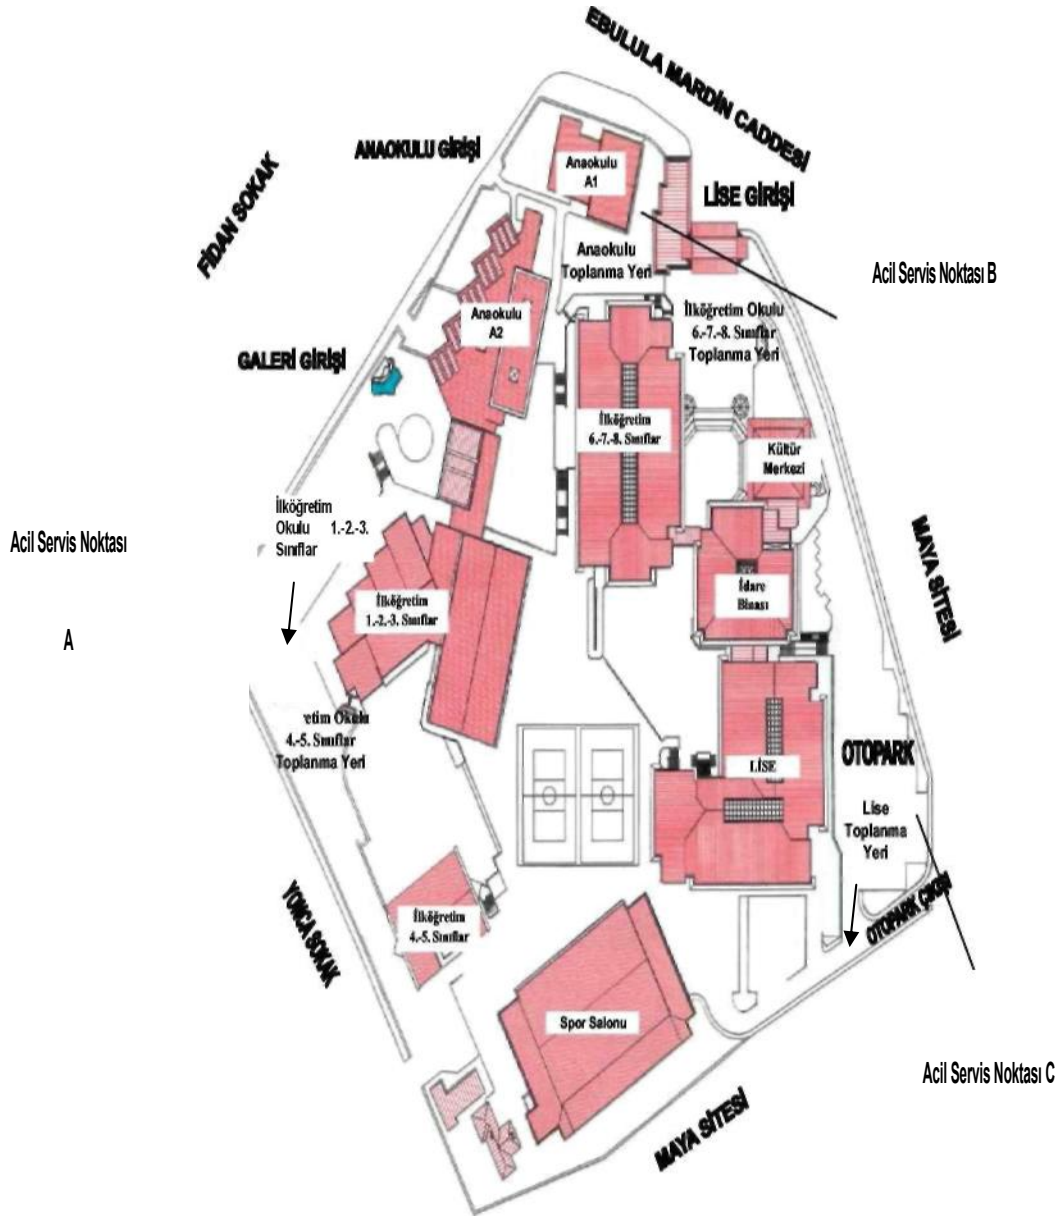 EBULULA MARDİN CADDESİ
ANAOKULU GİRİŞİ
Anaokulu
A1
LİSE GİRİŞİ
FİDAN SOKAK
Anaokulu
Toplanma Yeri
Acil Servis Noktası B
Anaokulu
A2
İlköğretim Okulu
6.-7.-8. Sınıflar
Toplanma Yeri
GALERİ GİRİŞİ
İlköğretim
6.-7.-8. Sınıflar
Kültür
Merkezi
İlköğretim
Okulu 1.-2.-3.
Sınıflar
Acil Servis Noktası
A
MAYA SİTESİ
İdare
Binası
İlköğretim
1.-2.-3. Sınıflar
retim Okulu
4.-5. Sınıflar
Toplanma Yeri
LİSE
OTOPARK
Lise
Toplanma
Yeri
YONCA SOKAK
İlköğretim
4.-5. Sınıflar
OTOPARK ÇIKIŞI
Spor Salonu
Acil Servis Noktası C
MAYA SİTESİ